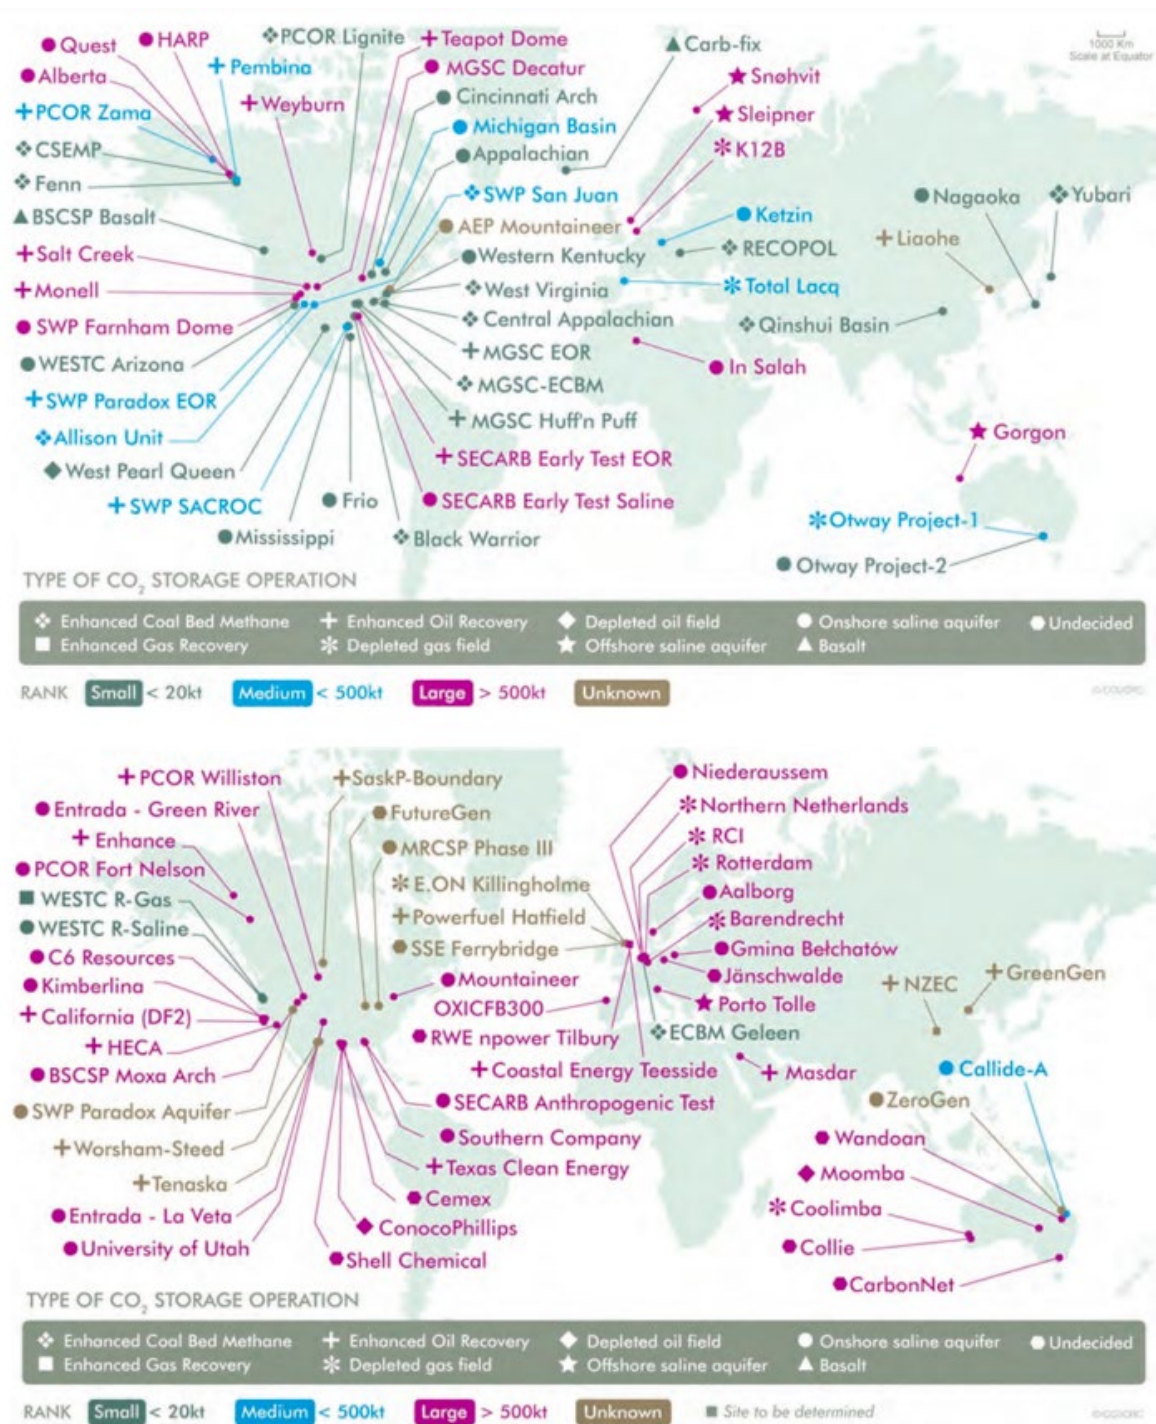 Quest
HARP
PCOR Lignite
Teapot Dome
Carb-fix
1000 Km
Scale at Equator
Alberta
Pembina
MGSC Decatur
Snøhvit
Weyburn
Cincinnati Arch
PCOR Zama
Michigan Basin
Sleipner
CSEMP
Appalachian
K12B
Fenn
SWP San Juan
Nagaoka
Yubari
BSCSP Basalt
AEP Mountaineer
Ketzin
Liaohe
Salt Creek
Western Kentucky
RECOPOL
Monell
West Virginia
Total Lacq
SWP Farnham Dome
Central Appalachian
Qinshui Basin
WESTC Arizona
MGSC EOR
In Salah
SWP Paradox EOR
MGSC-ECBM
Allison Unit
MGSC Huff'n Puff
Gorgon
West Pearl Queen
SECARB Early Test EOR
SWP SACROC
Frio
SECARB Early Test Saline
Otway Project-1
Mississippi
Black Warrior
Otway Project-2
TYPE OF CO₂ STORAGE OPERATION
Enhanced Coal Bed Methane
Enhanced Oil Recovery
Depleted oil field
Onshore saline aquifer
Undecided
Enhanced Gas Recovery
Depleted gas field
Offshore saline aquifer
Basalt
RANK Small < 20kt Medium < 500kt Large > 500kt Unknown
PCOR Williston
SaskP-Boundary
Niederaussem
Entrada - Green River
FutureGen
Northern Netherlands
Enhance
MRCSP Phase III
RCI
PCOR Fort Nelson
Rotterdam
WESTC R-Gas
E.ON Killingholme
Aalborg
WESTC R-Saline
Powerfuel Hatfield
Barendrecht
C6 Resources
SSE Ferrybridge
Gmina Bełchatów
Kimberlina
Mountaineer
Jänschwalde
NZEC
GreenGen
California (DF2)
OXICFB300
Porto Tolle
HECA
RWE npower Tilbury
ECBM Geleen
BSCSP Moxa Arch
Coastal Energy Teesside
Masdar
Callide-A
SWP Paradox Aquifer
SECARB Anthropogenic Test
ZeroGen
Worsham-Steed
Southern Company
Wandoan
Tenaska
Texas Clean Energy
Moomba
Entrada - La Veta
Cemex
Coolimba
University of Utah
ConocoPhillips
Collie
Shell Chemical
CarbonNet
TYPE OF CO₂ STORAGE OPERATION
Enhanced Coal Bed Methane
Enhanced Oil Recovery
Depleted oil field
Onshore saline aquifer
Undecided
Enhanced Gas Recovery
Depleted gas field
Offshore saline aquifer
Basalt
RANK Small < 20kt Medium < 500kt Large > 500kt Unknown Site to be determined